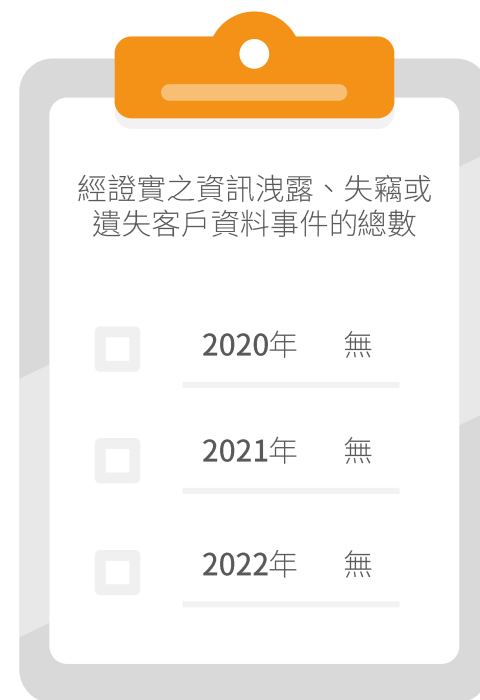 經證實之資訊洩露、失竊或
遺失客戶資料事件的總數
2020年 無
2021年 無
2022年 無